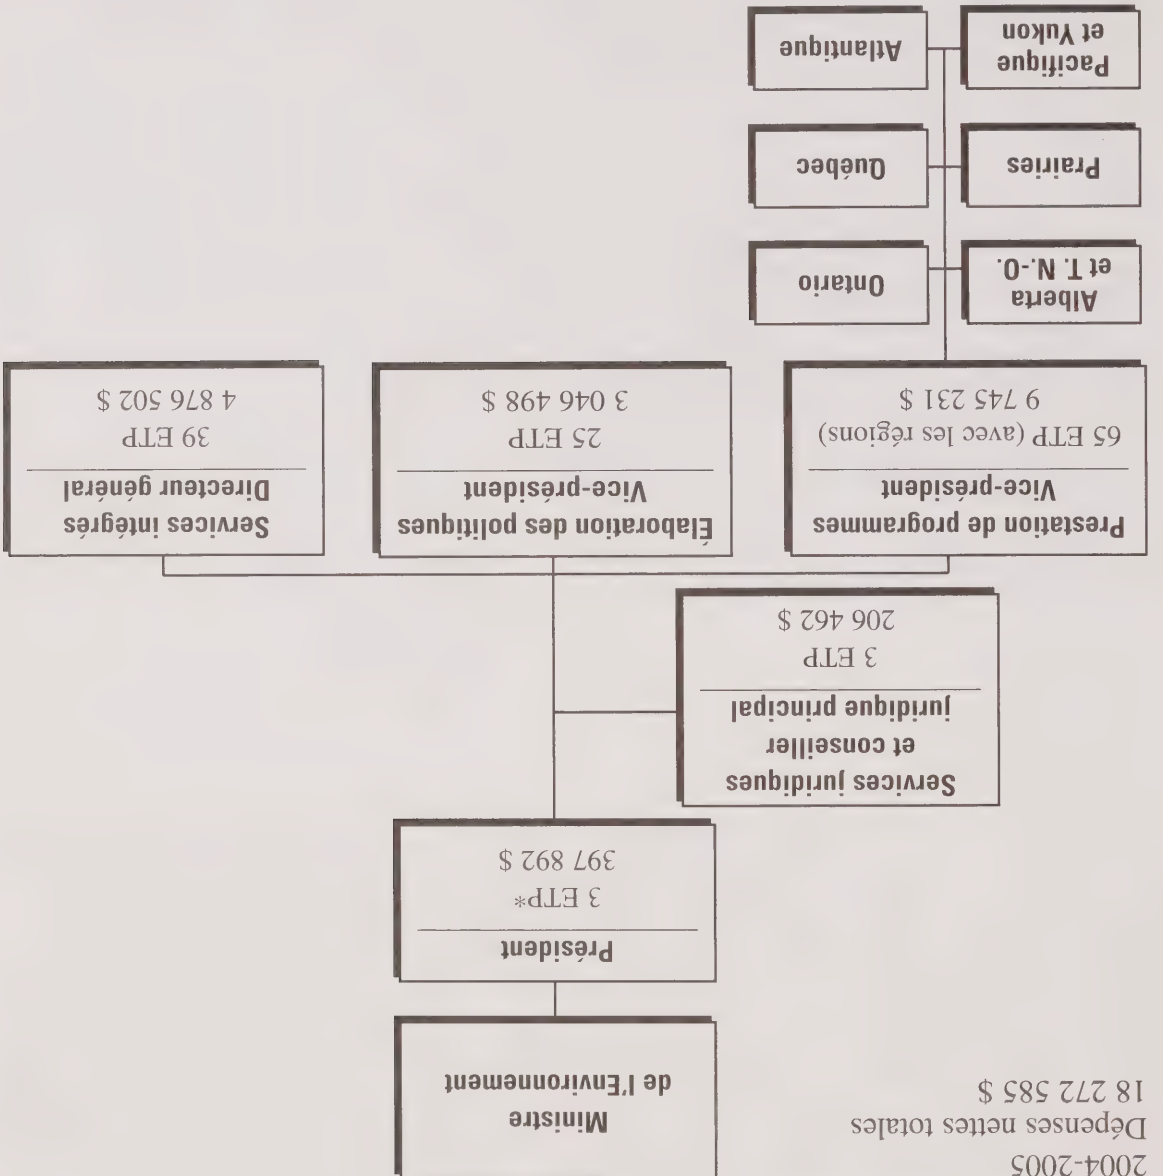 2004-2005
Dépenses nettes totales
18 272 585 $
Ministre
de l'Environnement
Président
3 ETP*
397 892 $
Services juridiques
et conseiller
juridique principal
3 ETP
206 462 $
Prestation de programmes
Vice-président
65 ETP (avec les régions)
9 745 231 $
Élaboration des politiques
Vice-président
25 ETP
3 046 498 $
Services intégrés
Directeur général
39 ETP
4 876 502 $
Alberta
et T. N.-O.
Ontario
Prairies
Québec
Pacifique
et Yukon
Atlantique